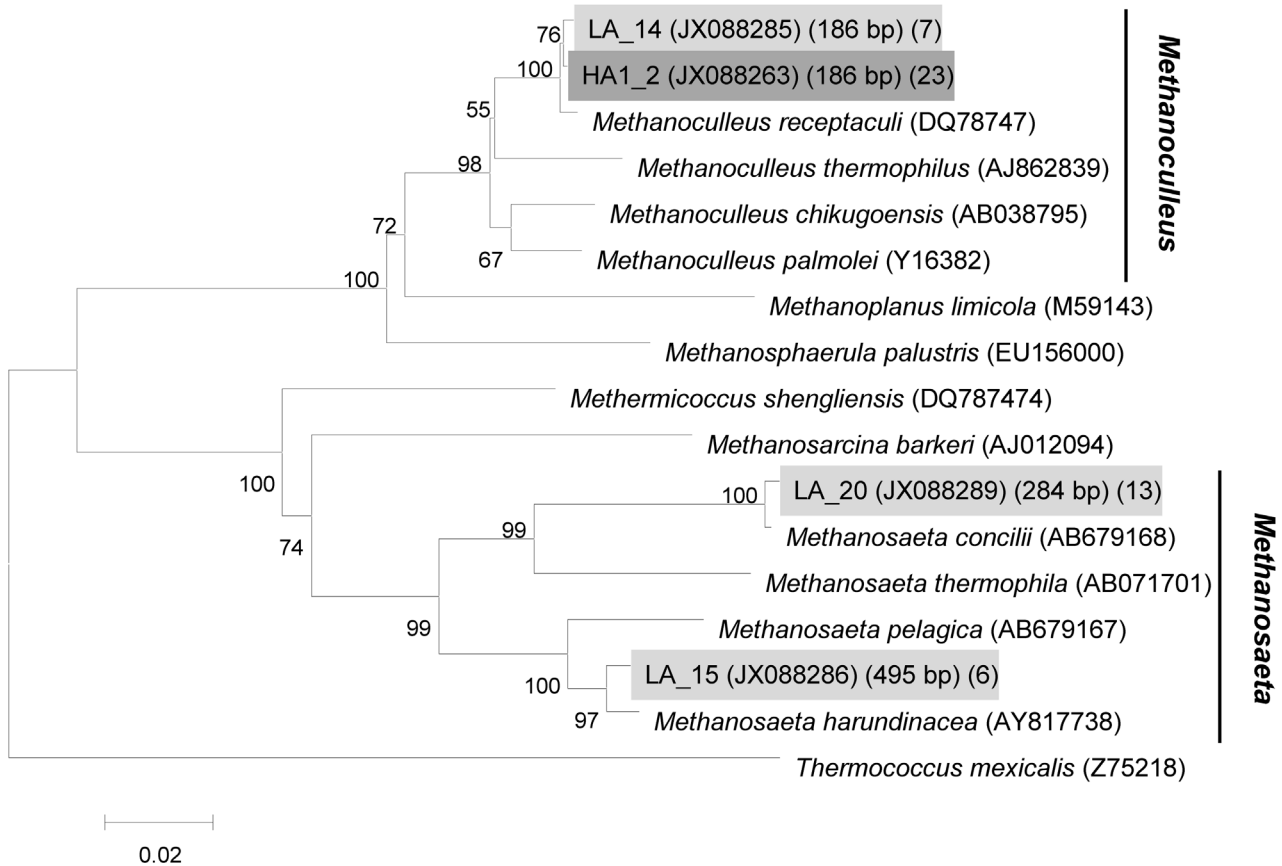 76
LA_14 (JX088285) (186 bp) (7)
100
HA1_2 (JX088263) (186 bp) (23)
55
Methanoculleus receptaculi (DQ78747)
98
Methanoculleus thermophilus (AJ862839)
72
Methanoculleus chikugoensis (AB038795)
67
Methanoculleus palmolei (Y16382)
Methanoculleus
100
Methanoplanus limicola (M59143)
Methanosphaerula palustris (EU156000)
Methermicoccus shengliensis (DQ787474)
100
Methanosarcina barkeri (AJ012094)
74
100
LA_20 (JX088289) (284 bp) (13)
99
Methanosaeta concilii (AB679168)
Methanosaeta thermophila (AB071701)
99
Methanosaeta pelagica (AB679167)
100
LA_15 (JX088286) (495 bp) (6)
97
Methanosaeta harundinacea (AY817738)
Methanosaeta
Thermococcus mexicalis (Z75218)
0.02